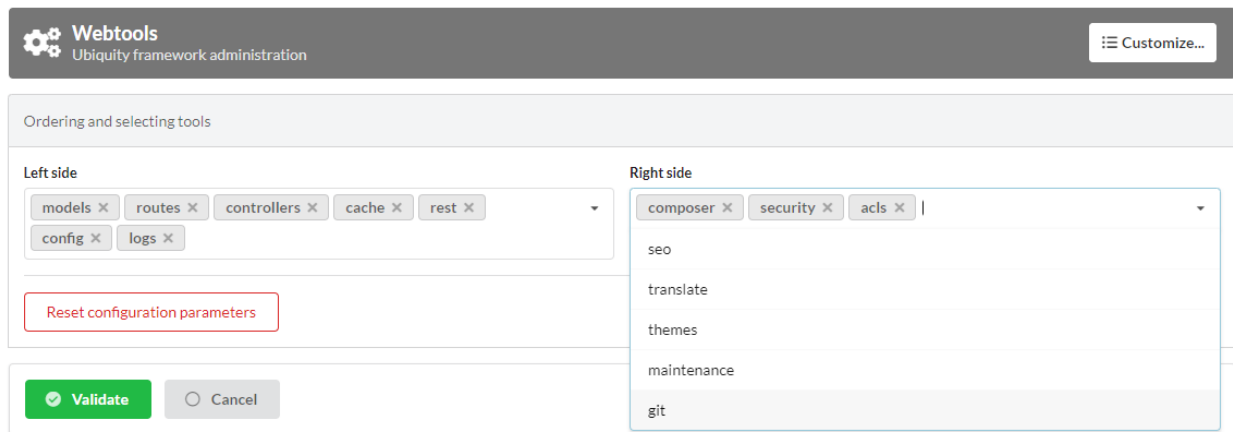 Webtools
Ubiquity framework administration
Customize...
Ordering and selecting tools
Left side
models routes controllers cache rest
config logs
Right side
composer security acls
seo
translate
themes
maintenance
git
Reset configuration parameters
Validate Cancel